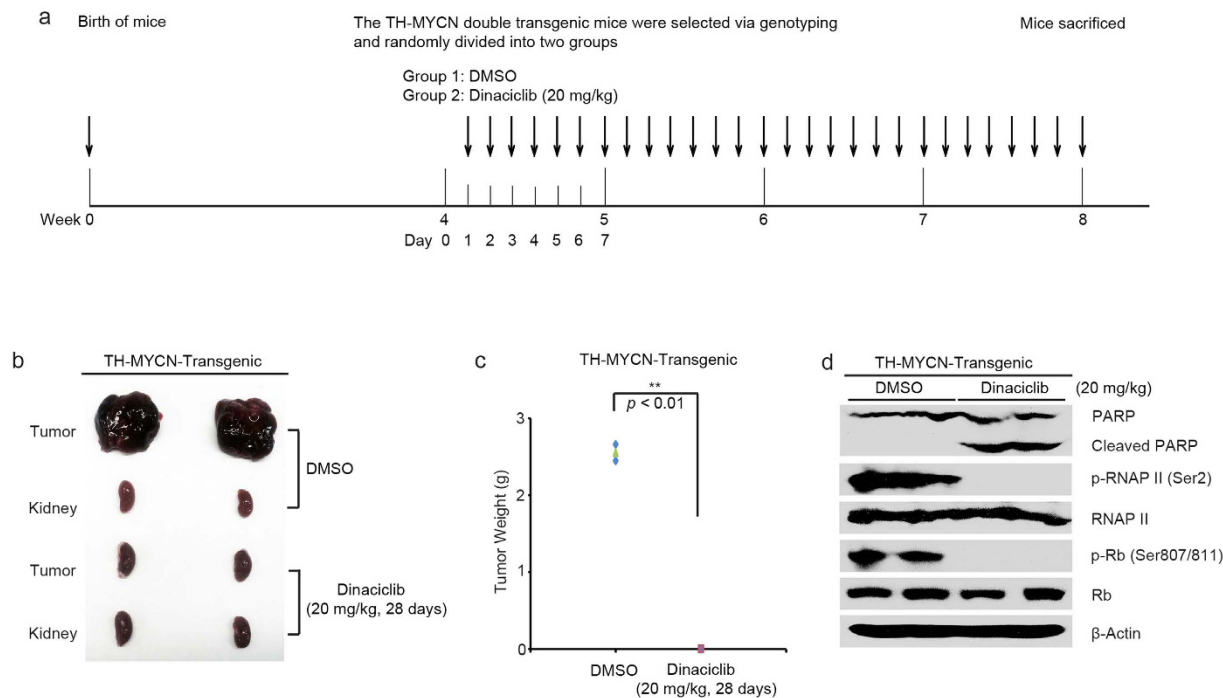 a
Birth of mice
The TH-MYCN double transgenic mice were selected via genotyping
and randomly divided into two groups
Mice sacrificed
Group 1: DMSO
Group 2: Dinaciclib (20 mg/kg)
Week 0 4 5 6 7 8
Day 0 1 2 3 4 5 6 7
b
TH-MYCN-Transgenic
Tumor
DMSO
Kidney
Tumor
Dinaciclib
(20 mg/kg, 28 days)
Kidney
c
TH-MYCN-Transgenic
**
p < 0.01
Tumor Weight (g)
3
2
1
0
DMSO
Dinaciclib
(20 mg/kg, 28 days)
d
TH-MYCN-Transgenic
DMSO Dinaciclib (20 mg/kg)
PARP
Cleaved PARP
p-RNAP II (Ser2)
RNAP II
p-Rb (Ser807/811)
Rb
β-Actin